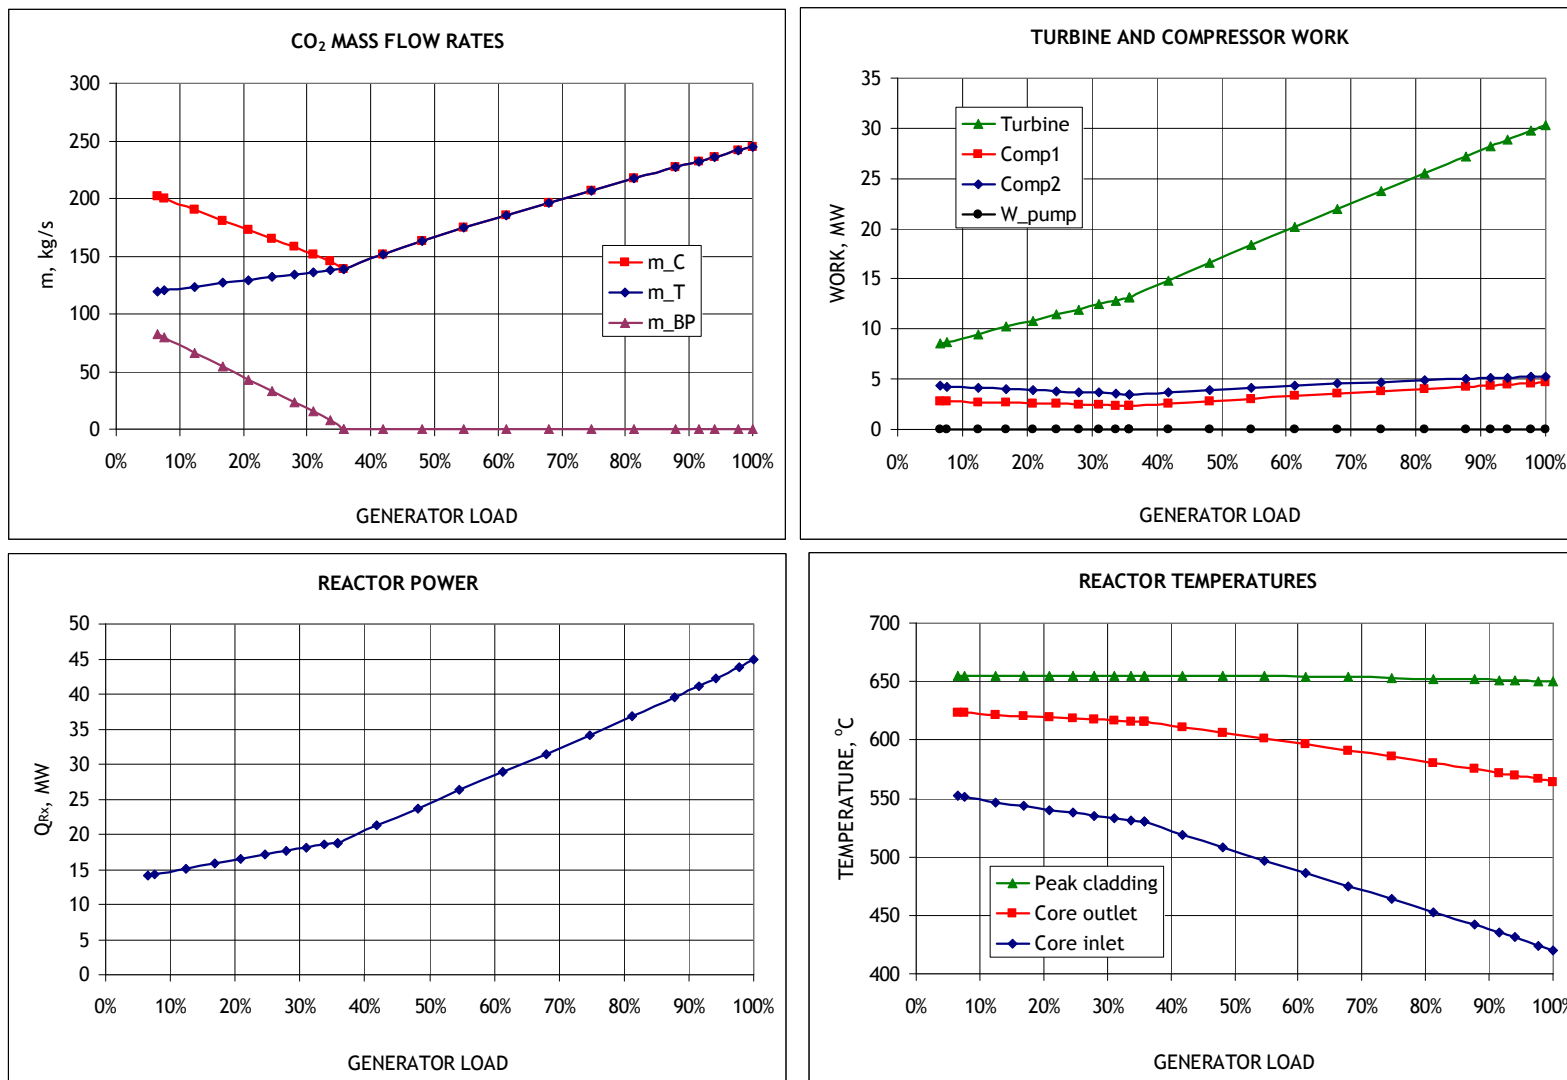 CO₂ MASS FLOW RATES
300
250
200
150
100
50
0
m, kg/s
m_C
m_T
m_BP
0% 10% 20% 30% 40% 50% 60% 70% 80% 90% 100%
GENERATOR LOAD
TURBINE AND COMPRESSOR WORK
35
30
25
20
15
10
5
0
WORK, MW
Turbine
Comp1
Comp2
W_pump
0% 10% 20% 30% 40% 50% 60% 70% 80% 90% 100%
GENERATOR LOAD
REACTOR POWER
50
45
40
35
30
25
20
15
10
5
0
QRx, MW
0% 10% 20% 30% 40% 50% 60% 70% 80% 90% 100%
GENERATOR LOAD
REACTOR TEMPERATURES
700
650
600
550
500
450
400
TEMPERATURE, °C
Peak cladding
Core outlet
Core inlet
0% 10% 20% 30% 40% 50% 60% 70% 80% 90% 100%
GENERATOR LOAD